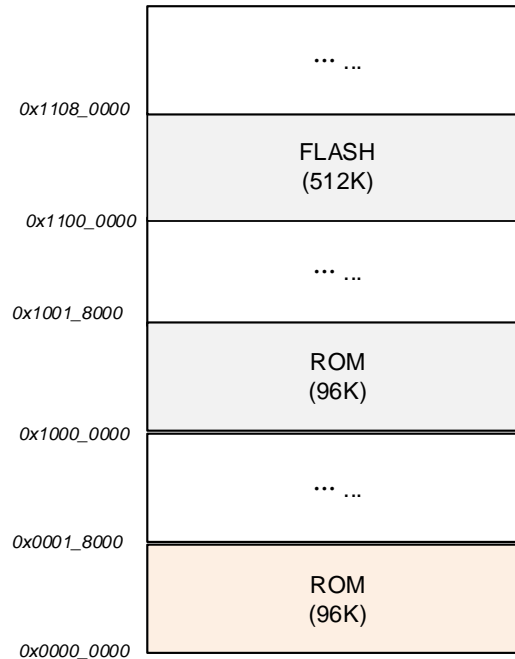 ... ...
0x1108_0000
FLASH
(512K)
0x1100_0000
... ...
0x1001_8000
ROM
(96K)
0x1000_0000
... ...
0x0001_8000
ROM
(96K)
0x0000_0000